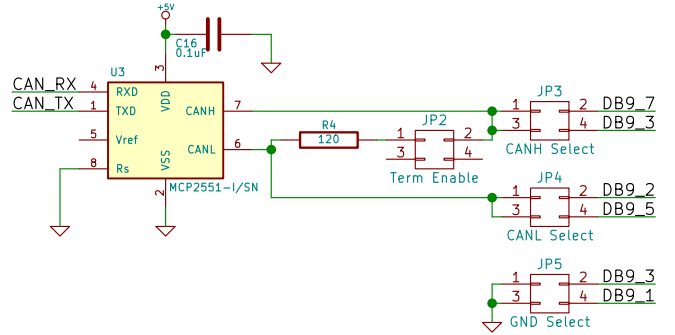 +5V
C16
0.1uF
U3
3
CAN_RX
4
RXD
VDD
CAN_TX
1
TXD
CANH
7
5
Vref
CANL
6
8
Rs
VSS
2
MCP2551-I/SN
R4
120
JP2
1
2
3
4
Term Enable
JP3
1
2
DB9_7
3
4
DB9_3
CANH Select
JP4
1
2
DB9_2
3
4
DB9_5
CANL Select
JP5
1
2
DB9_3
3
4
DB9_1
GND Select